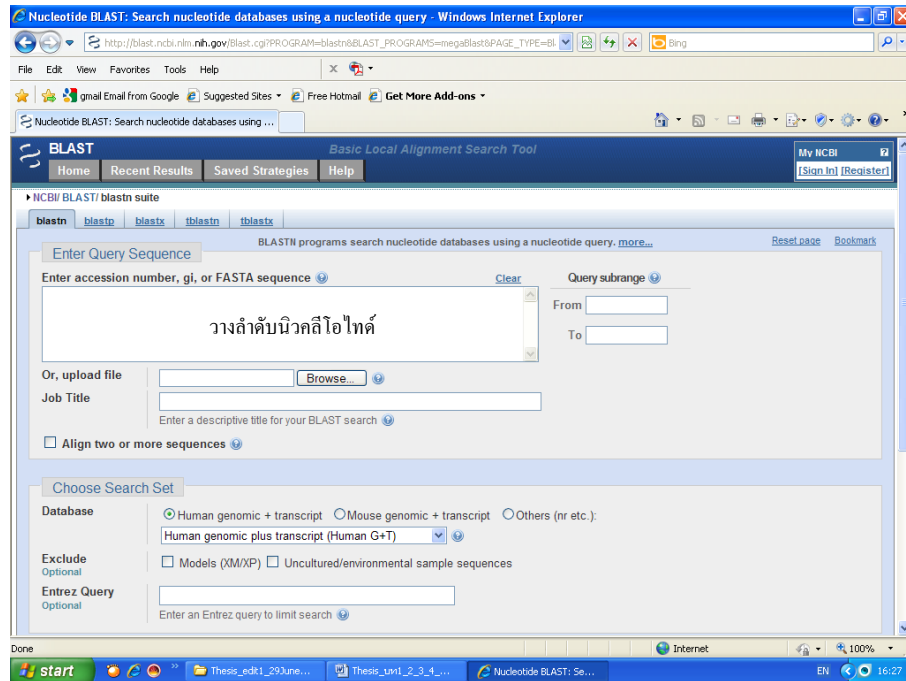 Nucleotide BLAST: Search nucleotide databases using a nucleotide query - Windows Internet Explorer
http://blast.ncbi.nlm.nih.gov/Blast.cgi?PROGRAM=blastn&BLAST_PROGRAMS=megaBlast&PAGE_TYPE=Bl
Bing
File Edit View Favorites Tools Help
gmail Email from Google Suggested Sites Free Hotmail Get More Add-ons
Nucleotide BLAST: Search nucleotide databases using ...
BLAST Basic Local Alignment Search Tool
My NCBI ?
Home Recent Results Saved Strategies Help
[Sign In] [Register]
NCBI/ BLAST/ blastn suite
blastn blastp blastx tblastn tblastx
BLASTN programs search nucleotide databases using a nucleotide query. more...
Reset page Bookmark
Enter Query Sequence
Enter accession number, gi, or FASTA sequence Clear Query subrange
From
วางลำดับนิวคลีโอไทด์
To
Or, upload file Browse...
Job Title
Enter a descriptive title for your BLAST search
Align two or more sequences
Choose Search Set
Database Human genomic + transcript Mouse genomic + transcript Others (nr etc.):
Human genomic plus transcript (Human G+T)
Exclude Models (XM/XP) Uncultured/environmental sample sequences
Optional
Entrez Query
Optional
Enter an Entrez query to limit search
Done Internet 100%
start Thesis_edit1_29June... Thesis_บท1_2_3_4_... Nucleotide BLAST: Se... EN 16:27